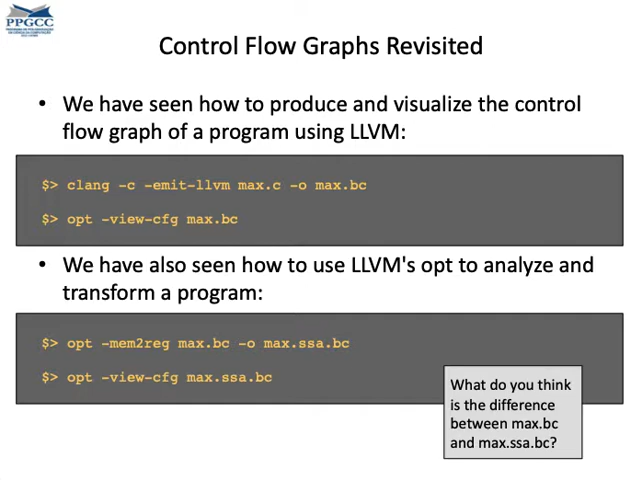 PPGCC
Control Flow Graphs Revisited
• We have seen how to produce and visualize the control
flow graph of a program using LLVM:
$> clang -c -emit-llvm max.c -o max.bc
$> opt -view-cfg max.bc
• We have also seen how to use LLVM's opt to analyze and
transform a program:
$> opt -mem2reg max.bc -o max.ssa.bc
$> opt -view-cfg max.ssa.bc
What do you think
is the difference
between max.bc
and max.ssa.bc?